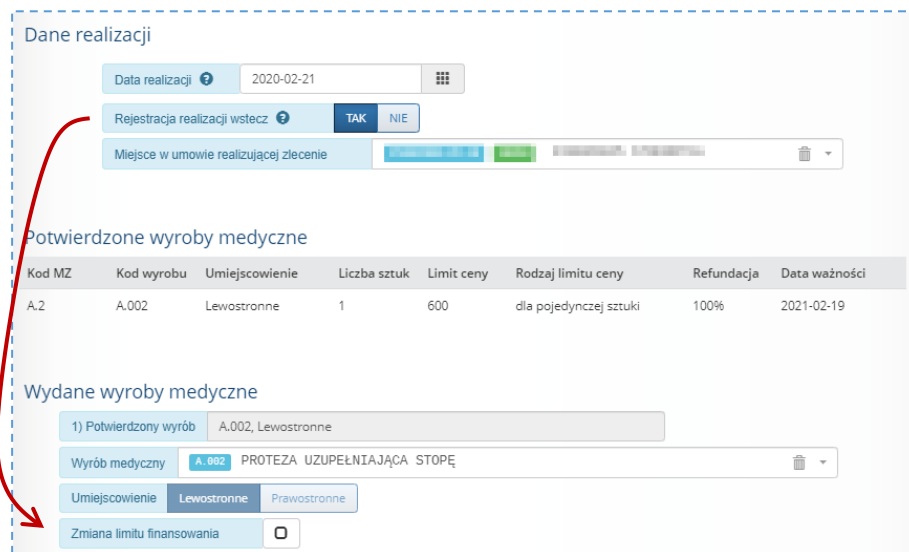 Dane realizacji
Data realizacji ? 2020-02-21
Rejestracja realizacji wstecz ? TAK NIE
Miejsce w umowie realizującej zlecenie
Potwierdzone wyroby medyczne
Kod MZ Kod wyrobu Umiejscowienie Liczba sztuk Limit ceny Rodzaj limitu ceny Refundacja Data ważności
A.2 A.002 Lewostronne 1 600 dla pojedynczej sztuki 100% 2021-02-19
Wydane wyroby medyczne
1) Potwierdzony wyrób A.002, Lewostronne
Wyrób medyczny A.002 PROTEZA UZUPEŁNIAJĄCA STOPĘ
Umiejscowienie Lewostronne Prawostronne
Zmiana limitu finansowania